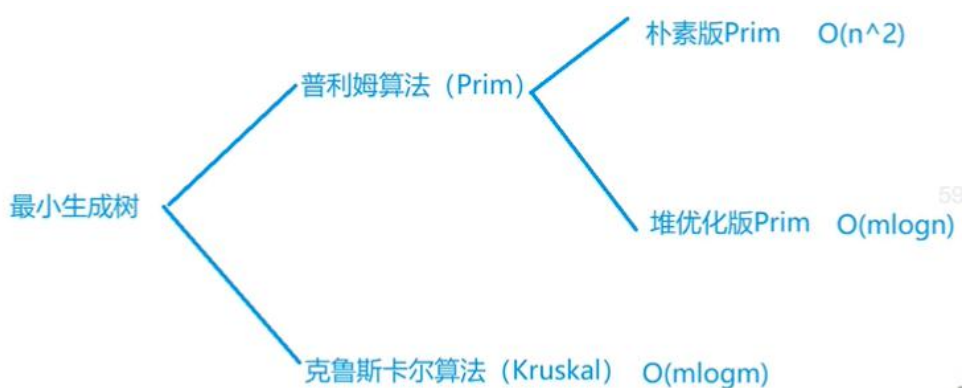 朴素版Prim O(n^2)
普利姆算法（Prim）
最小生成树
堆优化版Prim O(mlogn)
克鲁斯卡尔算法（Kruskal） O(mlogm)
59